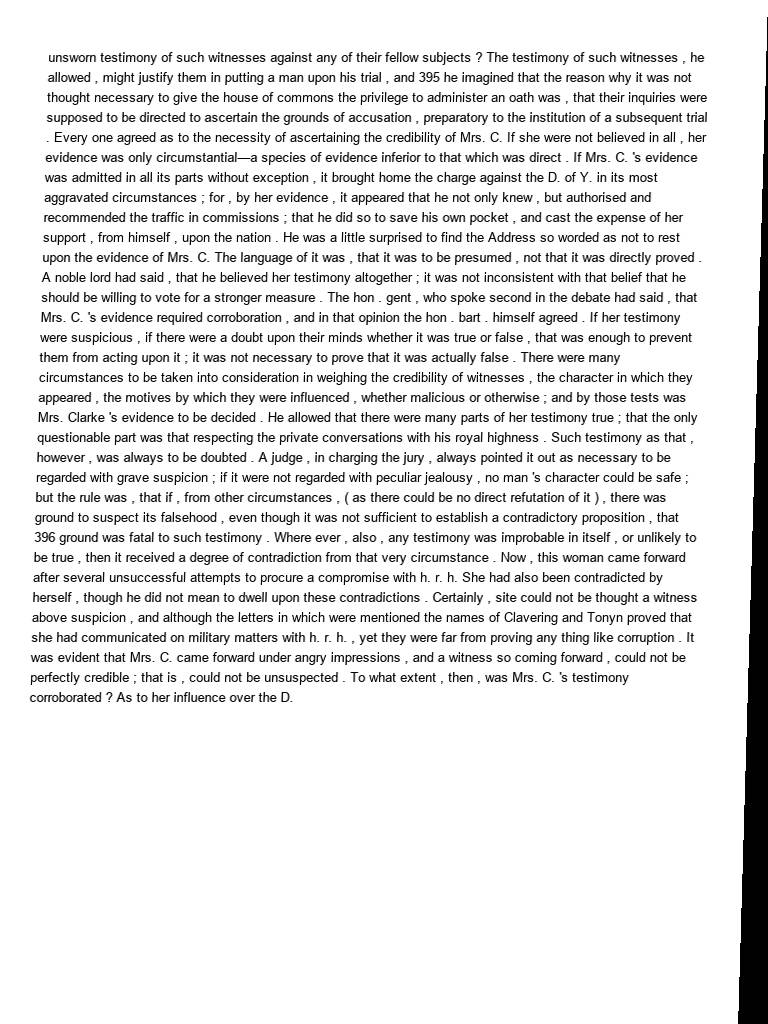 unsworn testimony of such witnesses against any of their fellow subjects ? The testimony of such witnesses , he
allowed , might justify them in putting a man upon his trial , and 395 he imagined that the reason why it was not
thought necessary to give the house of commons the privilege to administer an oath was , that their inquiries were
supposed to be directed to ascertain the grounds of accusation , preparatory to the institution of a subsequent trial
. Every one agreed as to the necessity of ascertaining the credibility of Mrs. C. If she were not believed in all , her
evidence was only circumstantial—a species of evidence inferior to that which was direct . If Mrs. C. 's evidence
was admitted in all its parts without exception , it brought home the charge against the D. of Y. in its most
aggravated circumstances ; for , by her evidence , it appeared that he not only knew , but authorised and
recommended the traffic in commissions ; that he did so to save his own pocket , and cast the expense of her
support , from himself , upon the nation . He was a little surprised to find the Address so worded as not to rest
upon the evidence of Mrs. C. The language of it was , that it was to be presumed , not that it was directly proved .
A noble lord had said , that he believed her testimony altogether ; it was not inconsistent with that belief that he
should be willing to vote for a stronger measure . The hon . gent , who spoke second in the debate had said , that
Mrs. C. 's evidence required corroboration , and in that opinion the hon . bart . himself agreed . If her testimony
were suspicious , if there were a doubt upon their minds whether it was true or false , that was enough to prevent
them from acting upon it ; it was not necessary to prove that it was actually false . There were many
circumstances to be taken into consideration in weighing the credibility of witnesses , the character in which they
appeared , the motives by which they were influenced , whether malicious or otherwise ; and by those tests was
Mrs. Clarke 's evidence to be decided . He allowed that there were many parts of her testimony true ; that the only
questionable part was that respecting the private conversations with his royal highness . Such testimony as that ,
however , was always to be doubted . A judge , in charging the jury , always pointed it out as necessary to be
regarded with grave suspicion ; if it were not regarded with peculiar jealousy , no man 's character could be safe ;
but the rule was , that if , from other circumstances , ( as there could be no direct refutation of it ) , there was
ground to suspect its falsehood , even though it was not sufficient to establish a contradictory proposition , that
396 ground was fatal to such testimony . Where ever , also , any testimony was improbable in itself , or unlikely to
be true , then it received a degree of contradiction from that very circumstance . Now , this woman came forward
after several unsuccessful attempts to procure a compromise with h. r. h. She had also been contradicted by
herself , though he did not mean to dwell upon these contradictions . Certainly , site could not be thought a witness
above suspicion , and although the letters in which were mentioned the names of Clavering and Tonyn proved that
she had communicated on military matters with h. r. h. , yet they were far from proving any thing like corruption . It
was evident that Mrs. C. came forward under angry impressions , and a witness so coming forward , could not be
perfectly credible ; that is , could not be unsuspected . To what extent , then , was Mrs. C. 's testimony
corroborated ? As to her influence over the D.